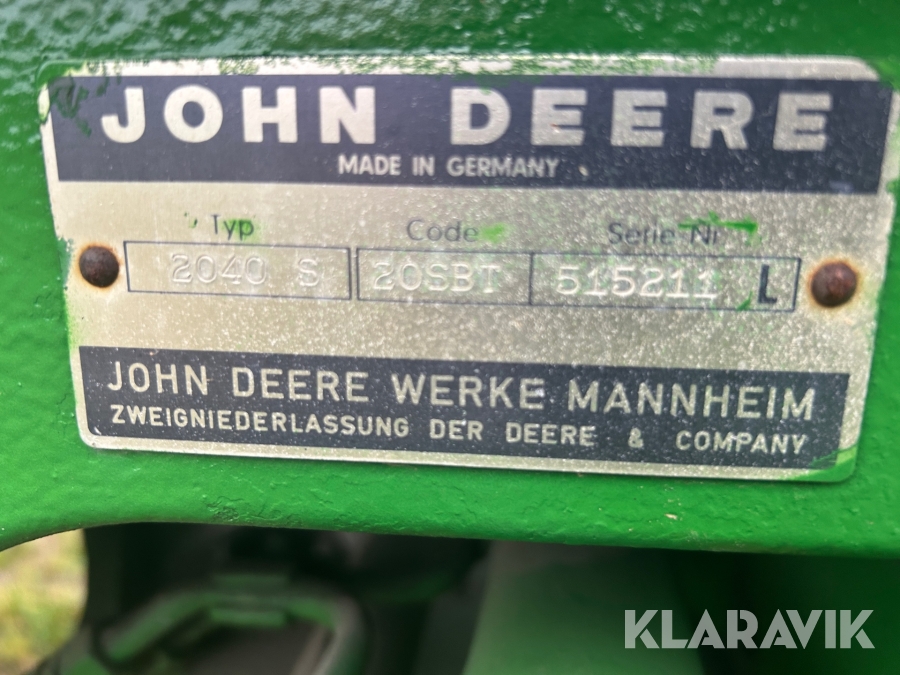 JOHN DEERE
MADE IN GERMANY
Typ Code Serie Nr
2040 S 20SBT 515211 L
JOHN DEERE WERKE MANNHEIM
ZWEIGNIEDERLASSUNG DER DEERE & COMPANY
KLARAVIK